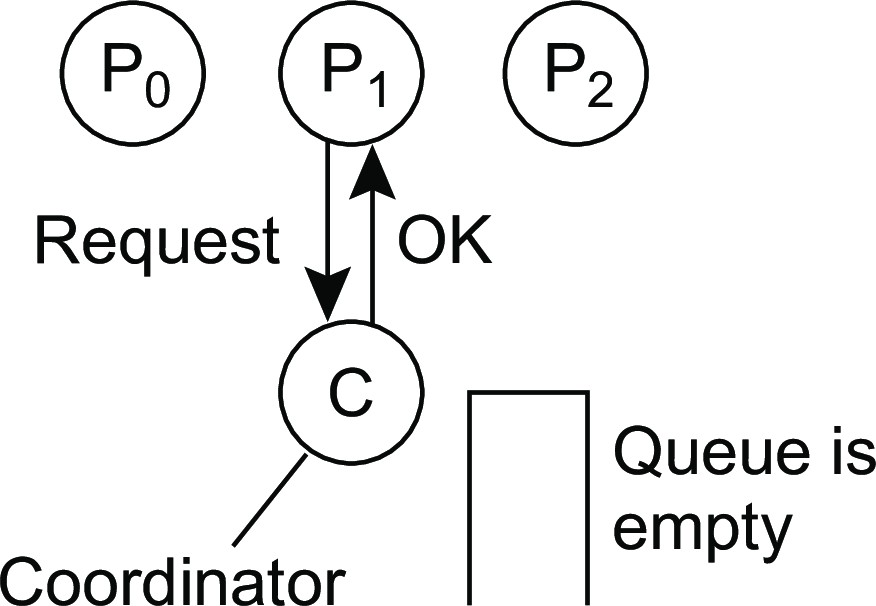 P0 P1 P2
Request OK
C
Queue is
empty
Coordinator